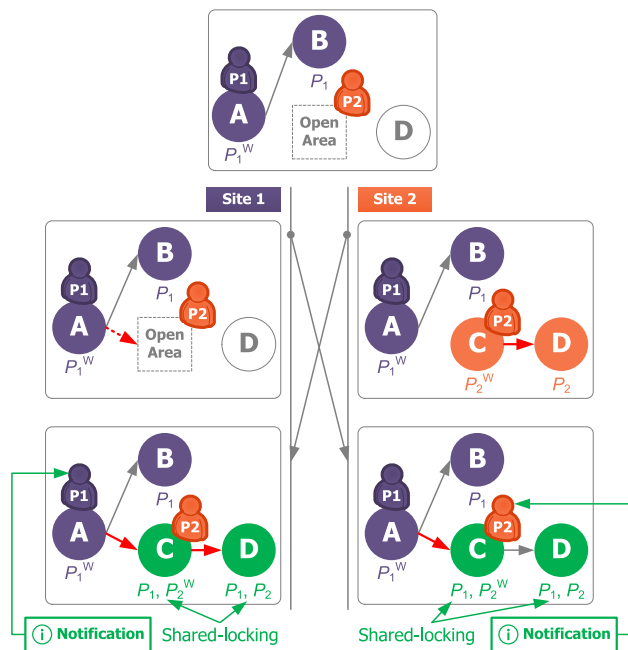 B
P1
A
P₁
P2
Open
Area
D
P₁ᵂ
Site 1
Site 2
B
P1
P₁
A
P2
Open
Area
D
P₁ᵂ
B
P1
P₁
P2
A
C
D
P₁ᵂ
P₂ᵂ
P₂
B
P1
P₁
P2
A
C
D
P₁ᵂ
P₁, P₂ᵂ
P₁, P₂
i Notification
Shared-locking
B
P1
P₁
P2
A
C
D
P₁ᵂ
P₁, P₂ᵂ
P₁, P₂
Shared-locking
i Notification